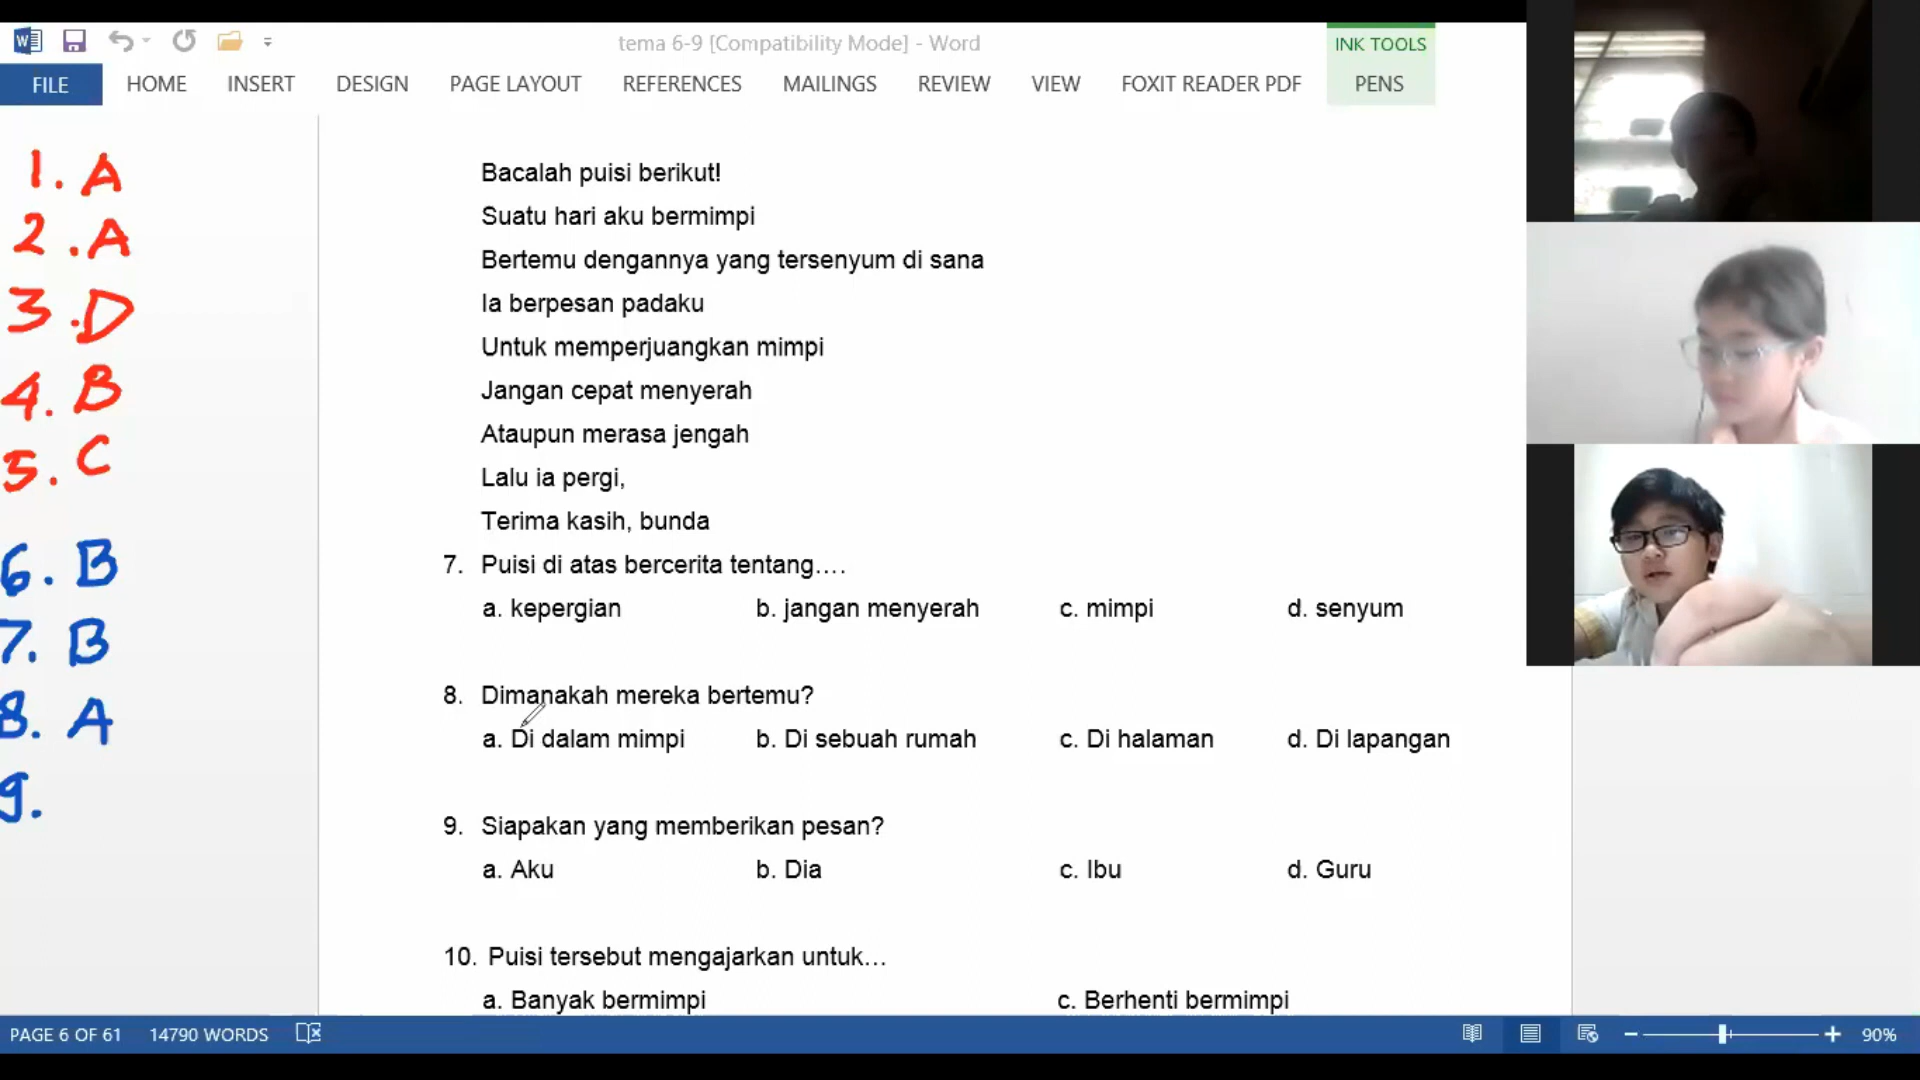 tema 6-9 [Compatibility Mode] - Word
INK TOOLS
FILE HOME INSERT DESIGN PAGE LAYOUT REFERENCES MAILINGS REVIEW VIEW FOXIT READER PDF PENS
1. A
2. A
3. D
4. B
5. C
6. B
7. B
8. A
9.
Bacalah puisi berikut!
Suatu hari aku bermimpi
Bertemu dengannya yang tersenyum di sana
Ia berpesan padaku
Untuk memperjuangkan mimpi
Jangan cepat menyerah
Ataupun merasa jengah
Lalu ia pergi,
Terima kasih, bunda
7. Puisi di atas bercerita tentang....
a. kepergian b. jangan menyerah c. mimpi d. senyum
8. Dimanakah mereka bertemu?
a. Di dalam mimpi b. Di sebuah rumah c. Di halaman d. Di lapangan
9. Siapakan yang memberikan pesan?
a. Aku b. Dia c. Ibu d. Guru
10. Puisi tersebut mengajarkan untuk...
a. Banyak bermimpi c. Berhenti bermimpi
PAGE 6 OF 61 14790 WORDS 90%